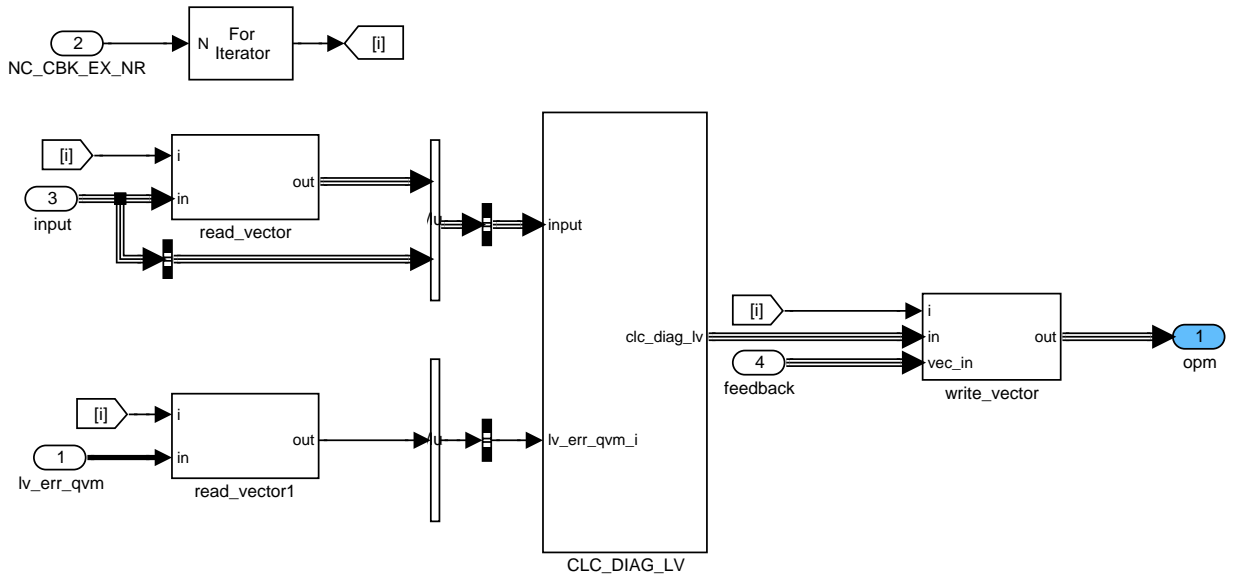 2
NC_CBK_EX_NR
N
For
Iterator
[i]
[i]
3
input
i
in
out
read_vector
u
input
clc_diag_lv
[i]
4
feedback
i
in
vec_in
out
write_vector
1
opm
[i]
1
lv_err_qvm
i
in
out
read_vector1
u
lv_err_qvm_i
CLC_DIAG_LV